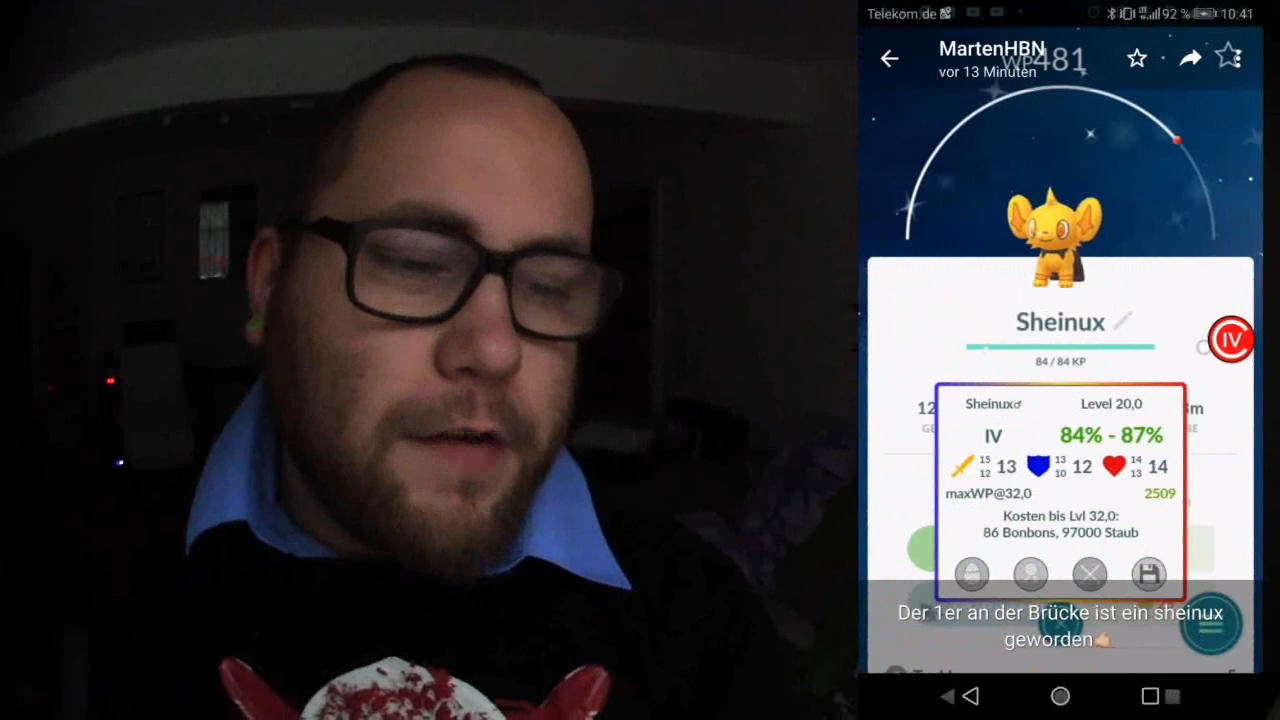 Telekom.de
92 %
10:41
MartenHBN
WP481
vor 13 Minuten
Sheinux
84 / 84 KP
IV
Sheinux♂ Level 20,0
IV 84% - 87%
15 12 13 13 10 12 14 13 14
maxWP@32,0 2509
Kosten bis Lvl 32,0:
86 Bonbons, 97000 Staub
Der 1er an der Brücke ist ein sheinux
geworden